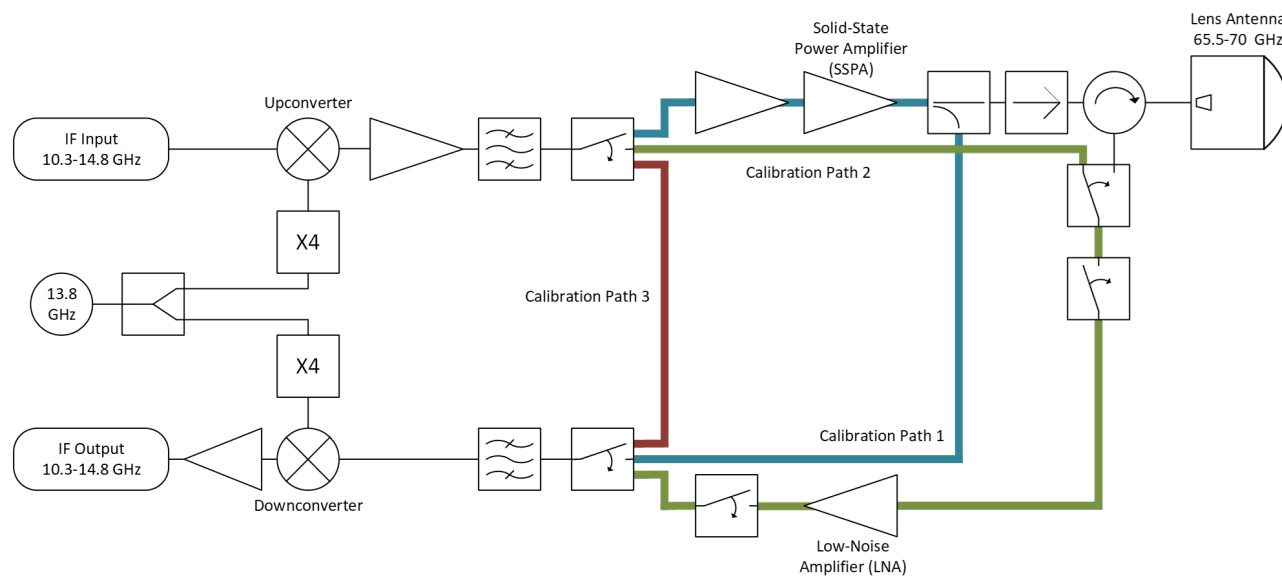 Lens Antenna
65.5-70 GHz
Solid-State
Power Amplifier
(SSPA)
Upconverter
IF Input
10.3-14.8 GHz
Calibration Path 2
X4
13.8
GHz
Calibration Path 3
X4
IF Output
10.3-14.8 GHz
Calibration Path 1
Downconverter
Low-Noise
Amplifier (LNA)